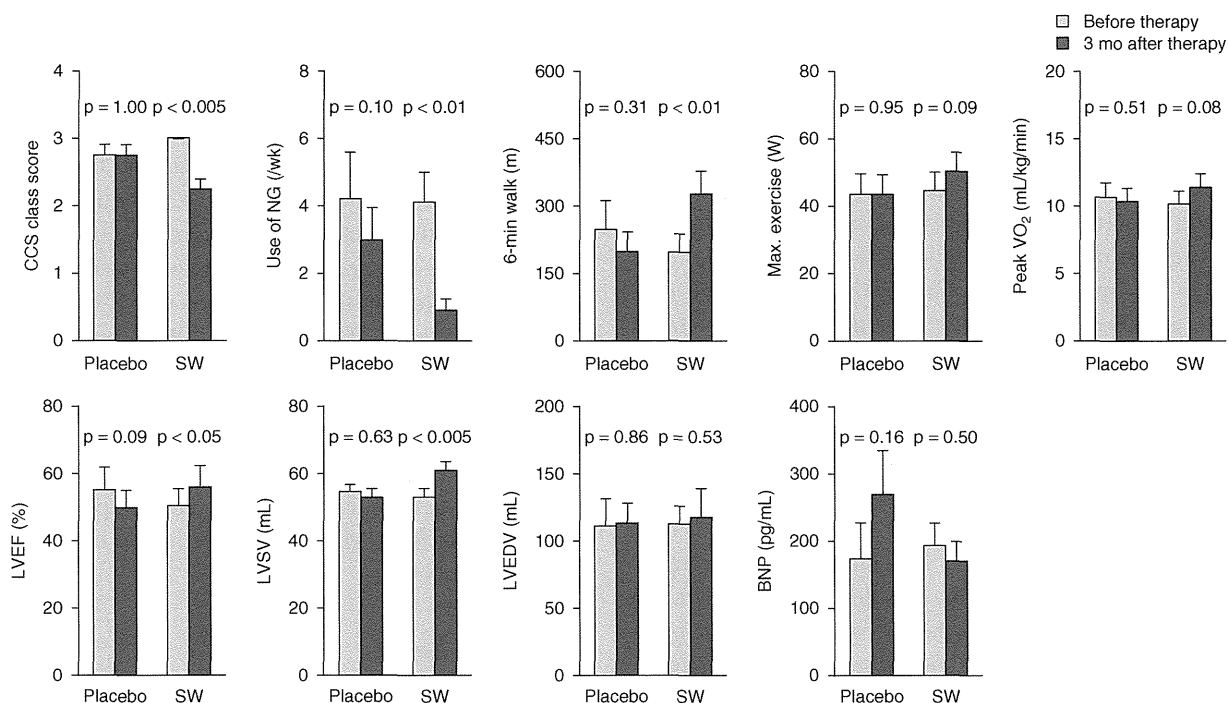 Before therapy
3 mo after therapy
CCS class score
4
3
2
1
0
p = 1.00 p < 0.005
Placebo SW
Use of NG (/wk)
8
6
4
2
0
p = 0.10 p < 0.01
Placebo SW
6-min walk (m)
600
450
300
150
0
p = 0.31 p < 0.01
Placebo SW
Max. exercise (W)
80
60
40
20
0
p = 0.95 p = 0.09
Placebo SW
Peak VO₂ (mL/kg/min)
20
15
10
5
0
p = 0.51 p = 0.08
Placebo SW
LVEF (%)
80
60
40
20
0
p = 0.09 p < 0.05
Placebo SW
LVSV (mL)
80
60
40
20
0
p = 0.63 p < 0.005
Placebo SW
LVEDV (mL)
200
150
100
50
0
p = 0.86 p = 0.53
Placebo SW
BNP (pg/mL)
400
300
200
100
0
p = 0.16 p = 0.50
Placebo SW